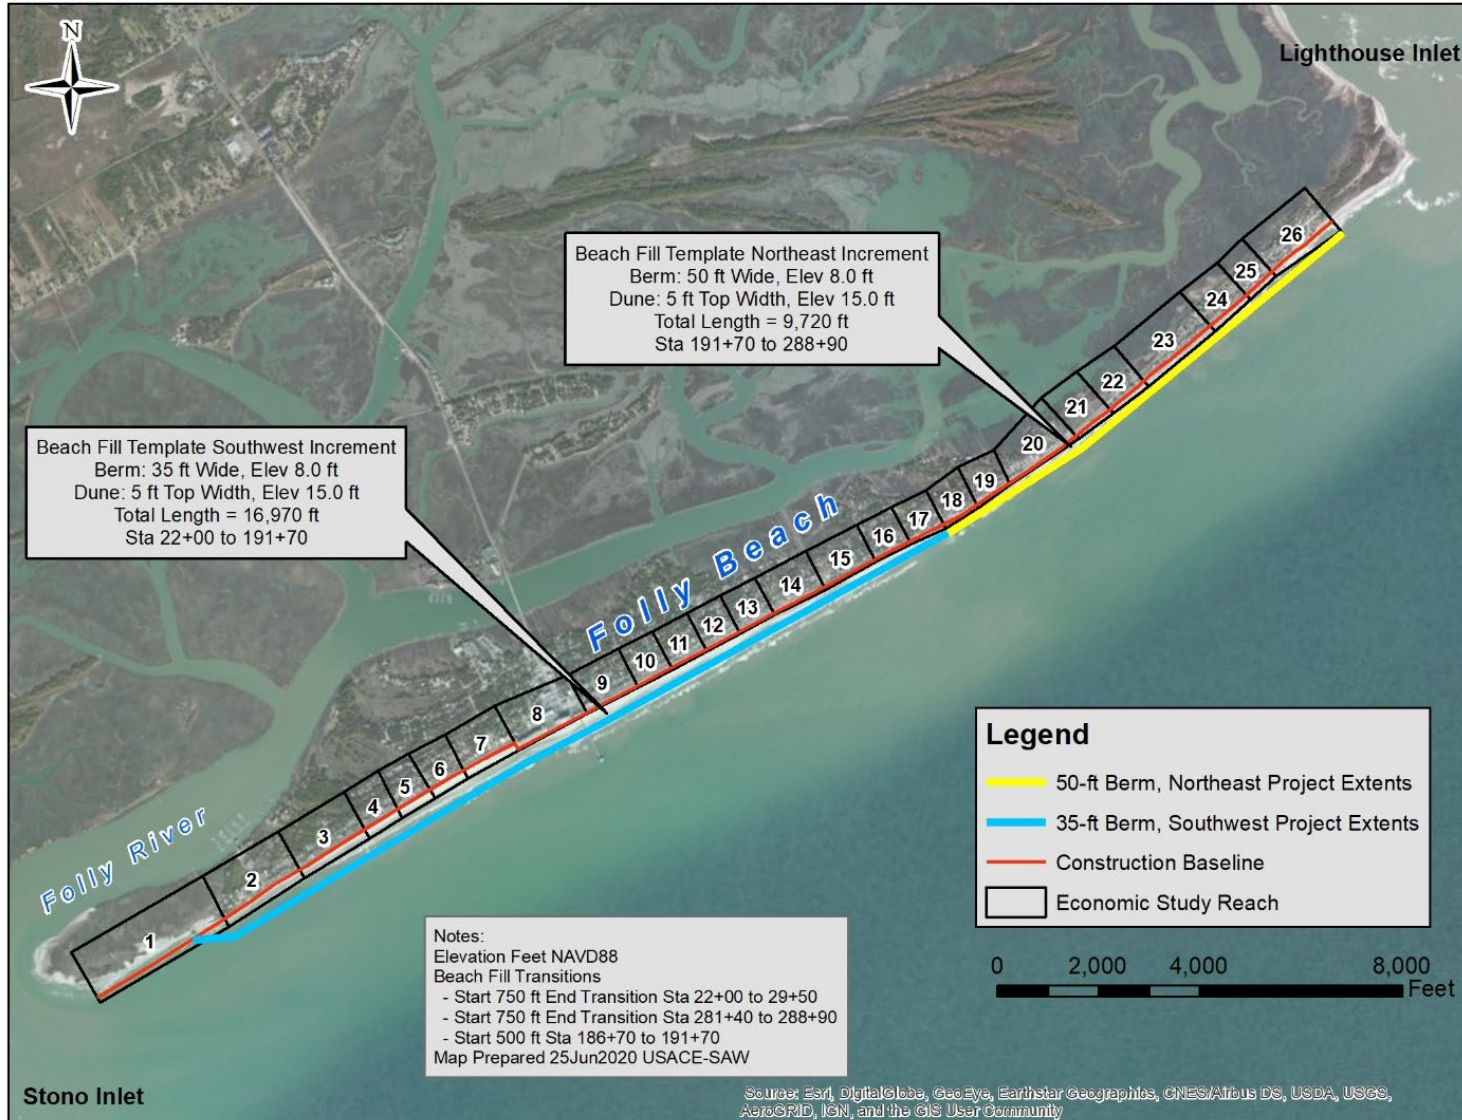 N
Lighthouse Inlet
Beach Fill Template Northeast Increment
Berm: 50 ft Wide, Elev 8.0 ft
Dune: 5 ft Top Width, Elev 15.0 ft
Total Length = 9,720 ft
Sta 191+70 to 288+90
Beach Fill Template Southwest Increment
Berm: 35 ft Wide, Elev 8.0 ft
Dune: 5 ft Top Width, Elev 15.0 ft
Total Length = 16,970 ft
Sta 22+00 to 191+70
26
25
24
23
22
21
20
19
18
17
16
15
14
13
12
11
10
9
8
7
6
5
4
3
2
1
Folly Beach
Folly River
Legend
50-ft Berm, Northeast Project Extents
35-ft Berm, Southwest Project Extents
Construction Baseline
Economic Study Reach
0 2,000 4,000 8,000
Feet
Notes:
Elevation Feet NAVD88
Beach Fill Transitions
- Start 750 ft End Transition Sta 22+00 to 29+50
- Start 750 ft End Transition Sta 281+40 to 288+90
- Start 500 ft Sta 186+70 to 191+70
Map Prepared 25Jun2020 USACE-SAW
Stono Inlet
Source: Esri, DigitalGlobe, GeoEye, Earthstar Geographics, CNES/Airbus DS, USDA, USGS,
AeroGRID, IGN, and the GIS User Community